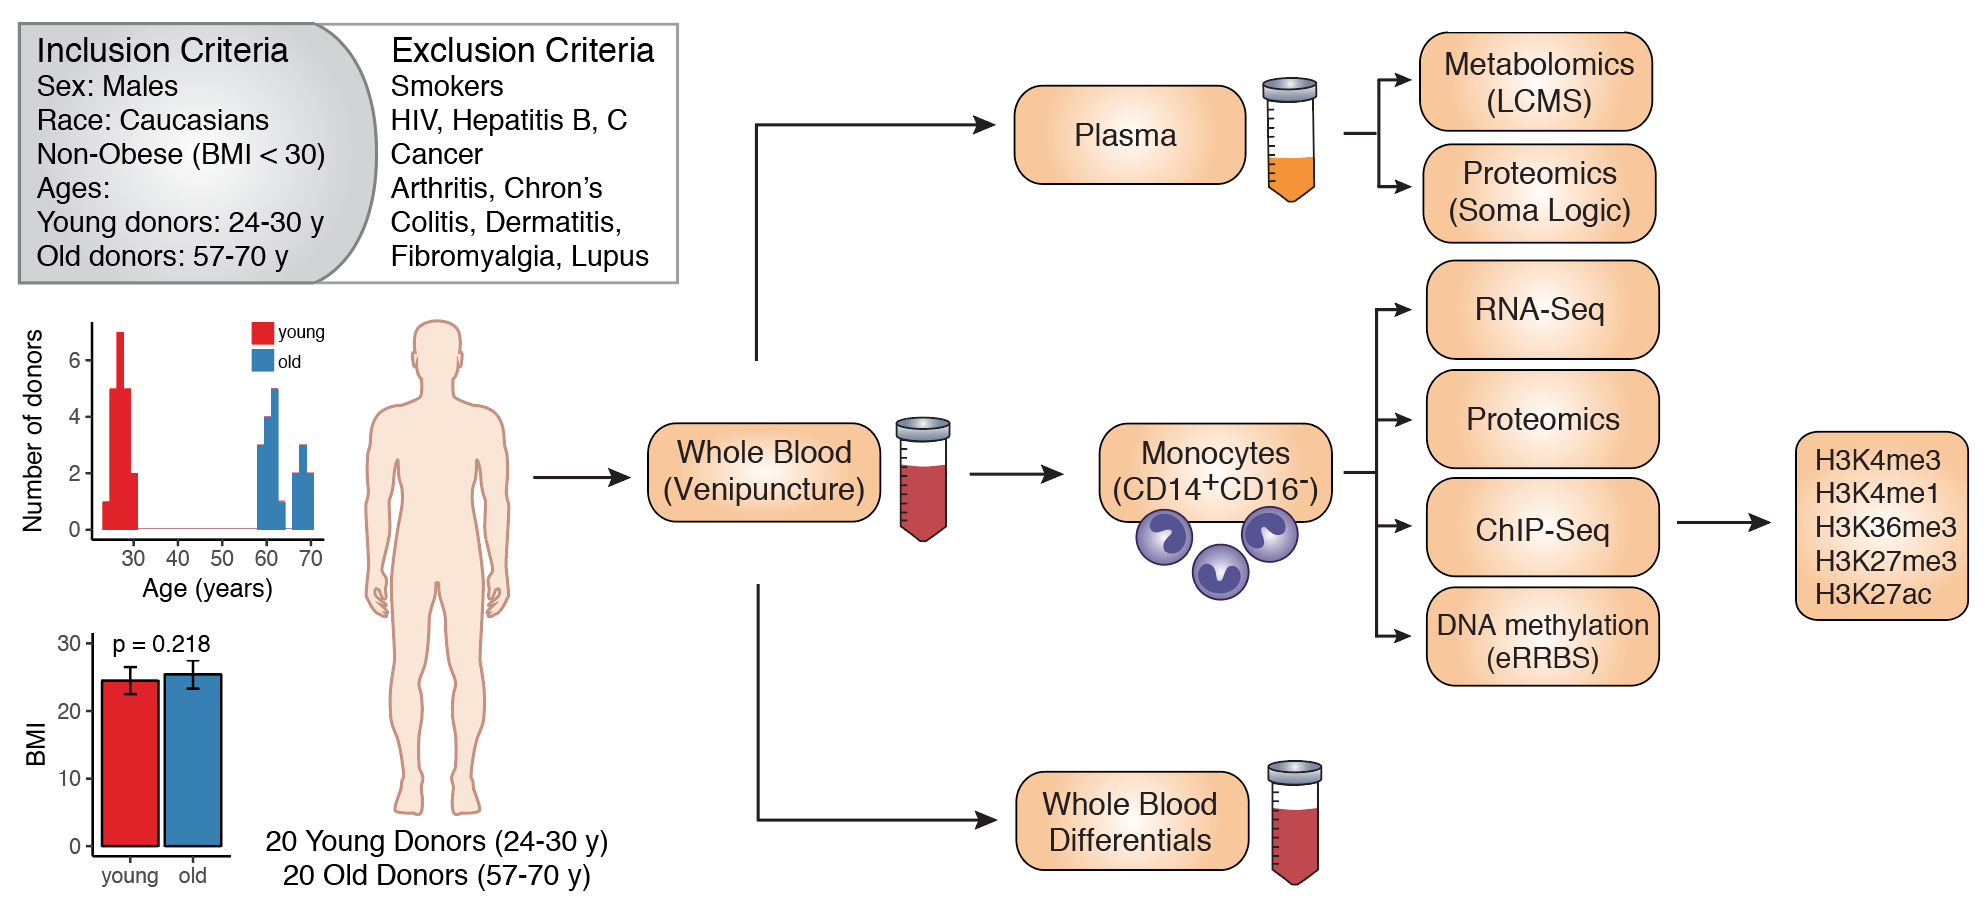 Inclusion Criteria
Sex: Males
Race: Caucasians
Non-Obese (BMI < 30)
Ages:
Young donors: 24-30 y
Old donors: 57-70 y
Exclusion Criteria
Smokers
HIV, Hepatitis B, C
Cancer
Arthritis, Chron's
Colitis, Dermatitis,
Fibromyalgia, Lupus
Number of donors
6
4
2
0
young
old
30 40 50 60 70
Age (years)
BMI
30
20
10
0
p = 0.218
young old
20 Young Donors (24-30 y)
20 Old Donors (57-70 y)
Whole Blood
(Venipuncture)
Plasma
Metabolomics
(LCMS)
Proteomics
(Soma Logic)
Monocytes
(CD14+CD16-)
RNA-Seq
Proteomics
ChIP-Seq
DNA methylation
(eRRBS)
H3K4me3
H3K4me1
H3K36me3
H3K27me3
H3K27ac
Whole Blood
Differentials